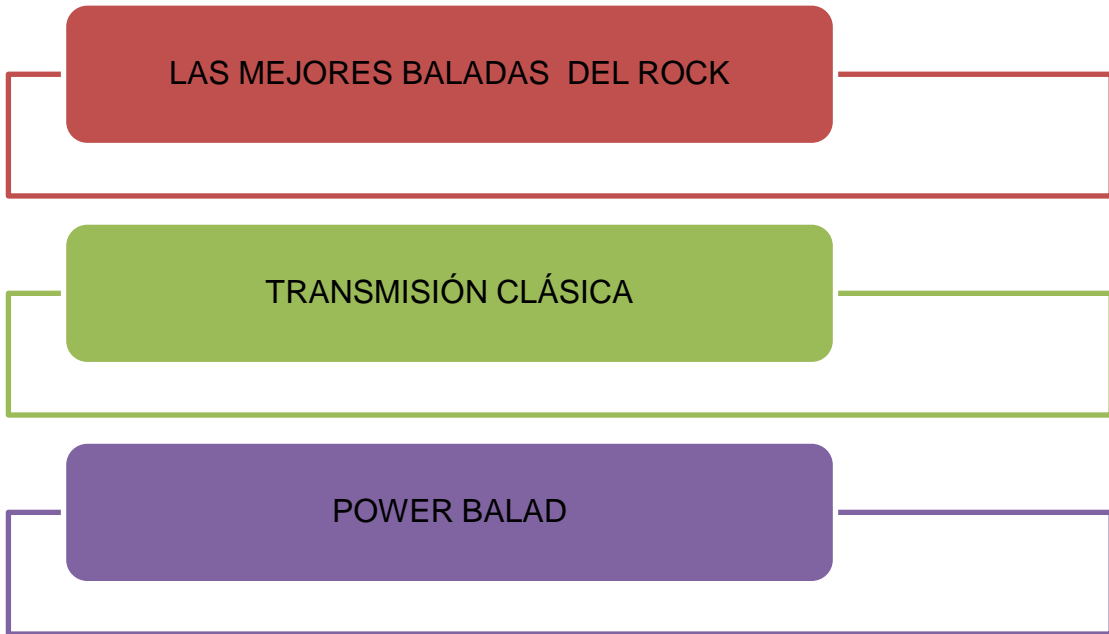 LAS MEJORES BALADAS  DEL ROCK
TRANSMISIÓN CLÁSICA
POWER BALAD